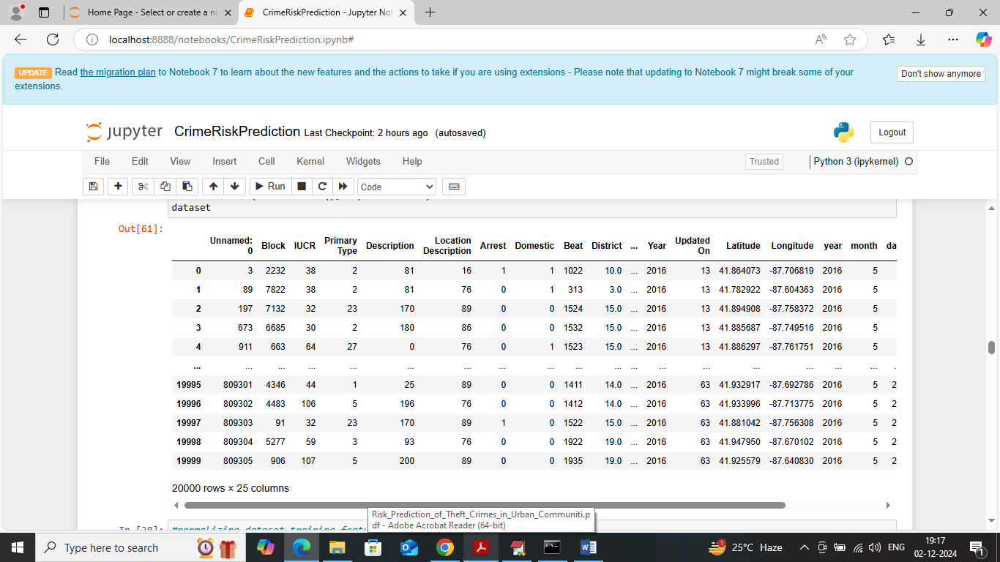 Home Page - Select or create a no
CrimeRiskPrediction - Jupyter Not
localhost:8888/notebooks/CrimeRiskPrediction.ipynb#
UPDATE Read the migration plan to Notebook 7 to learn about the new features and the actions to take if you are using extensions - Please note that updating to Notebook 7 might break some of your
extensions.
Don't show anymore
jupyter CrimeRiskPrediction Last Checkpoint: 2 hours ago (autosaved)
Logout
File Edit View Insert Cell Kernel Widgets Help
Trusted
Python 3 (ipykernel)
Run
Code
dataset
Out[61]:
Unnamed: 0 Block IUCR Primary Type Description Location Description Arrest Domestic Beat District ... Year Updated On Latitude Longitude year month da
0 3 2232 38 2 81 16 1 1 1022 10.0 ... 2016 13 41.864073 -87.706819 2016 5
1 89 7822 38 2 81 76 0 1 313 3.0 ... 2016 13 41.782922 -87.604363 2016 5
2 197 7132 32 23 170 89 0 0 1524 15.0 ... 2016 13 41.894908 -87.758372 2016 5
3 673 6685 30 2 180 86 0 0 1532 15.0 ... 2016 13 41.885687 -87.749516 2016 5
4 911 663 64 27 0 76 0 1 1523 15.0 ... 2016 13 41.886297 -87.761751 2016 5
... ... ... ... ... ... ... ... ... ... ... ... ... ... ... ... ... ... .
19995 809301 4346 44 1 25 89 0 0 1411 14.0 ... 2016 63 41.932917 -87.692786 2016 5 2
19996 809302 4483 106 5 196 76 0 0 1412 14.0 ... 2016 63 41.933996 -87.713775 2016 5 2
19997 809303 91 32 23 170 89 1 0 1522 15.0 ... 2016 63 41.881042 -87.756308 2016 5 2
19998 809304 5277 59 3 93 76 0 0 1922 19.0 ... 2016 63 41.947950 -87.670102 2016 5 2
19999 809305 906 107 5 200 89 0 0 1935 19.0 ... 2016 63 41.925579 -87.640830 2016 5 2
20000 rows × 25 columns
Risk_Prediction_of_Theft_Crimes_in_Urban_Communiti.p
df - Adobe Acrobat Reader (64-bit)
In [38]: #normalizing dataset training featu
Type here to search
25°C Haze
ENG
19:17
02-12-2024
1